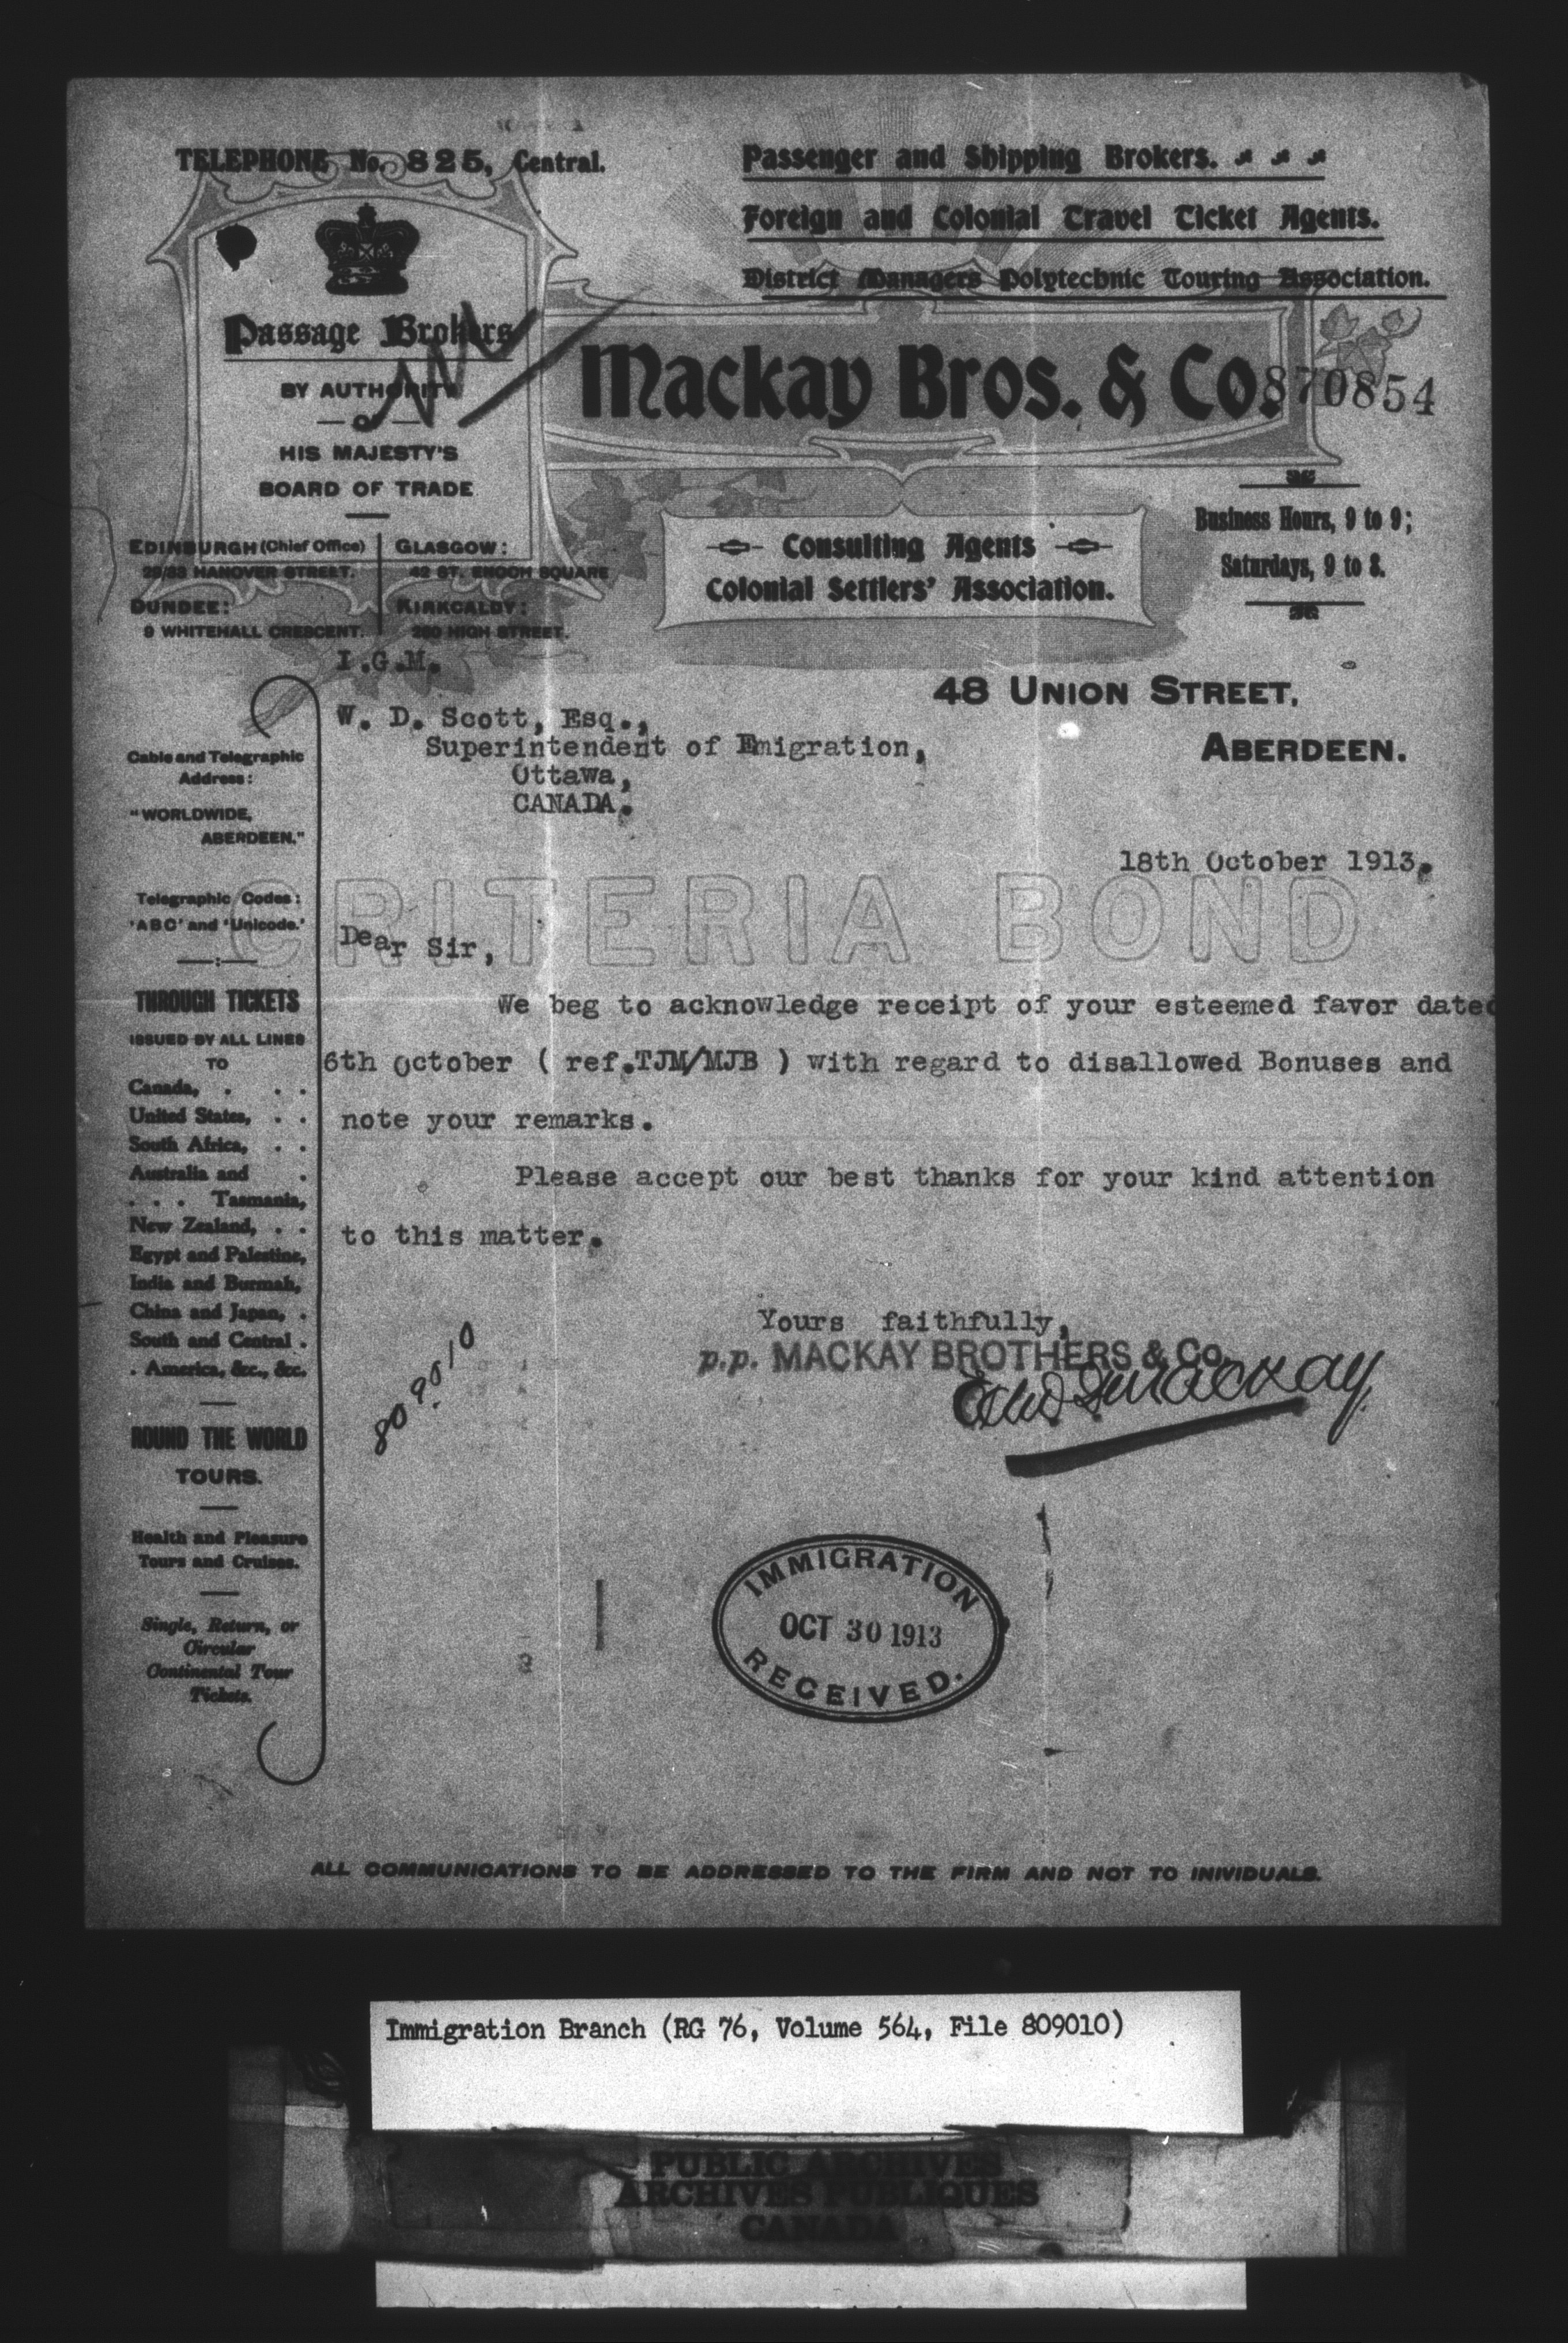 TELEPHONE No. 825, Central.
Passenger and Shipping Brokers.
Foreign and Colonial Travel Ticket Agents.
District Managers Polytechnic Touring Association.
Passage Brokers
BY AUTHORITY
OF
HIS MAJESTY'S
BOARD OF TRADE
Mackay Bros. & Co.
870854
EDINBURGH (Chief Office)
HANOVER STREET.
GLASGOW:
42 ST. ENOCH SQUARE
DUNDEE:
9 WHITEHALL CRESCENT.
KIRKCALDY:
HIGH STREET.
Consulting Agents
Colonial Settlers' Association.
Business Hours, 9 to 9;
Saturdays, 9 to 8.
48 UNION STREET,
ABERDEEN.
I.G.M.
W. D. Scott, Esq.,
Superintendent of Emigration,
Ottawa,
CANADA.
18th October 1913.
CRITERIA BOND
Dear Sir,
We beg to acknowledge receipt of your esteemed favor dated
6th October ( ref.TJM/MJB ) with regard to disallowed Bonuses and
note your remarks.
Please accept our best thanks for your kind attention
to this matter.
Yours faithfully,
p.p. MACKAY BROTHERS & Co.
Mackay
809010
Cable and Telegraphic
Address:
"WORLDWIDE,
ABERDEEN."
Telegraphic Codes:
'ABC' and 'Unicode.'
THROUGH TICKETS
ISSUED BY ALL LINES
TO
Canada, . . .
United States, . .
South Africa, . .
Australia and .
. . . Tasmania,
New Zealand, . .
Egypt and Palestine,
India and Burmah,
China and Japan, .
South and Central .
. America, &c., &c.
ROUND THE WORLD
TOURS.
Health and Pleasure
Tours and Cruises.
Single, Return, or
Circular
Continental Tour
Tickets.
IMMIGRATION
OCT 30 1913
RECEIVED.
ALL COMMUNICATIONS TO BE ADDRESSED TO THE FIRM AND NOT TO INIVIDUALS.
Immigration Branch (RG 76, Volume 564, File 809010)
PUBLIC ARCHIVES
ARCHIVES PUBLIQUES
CANADA